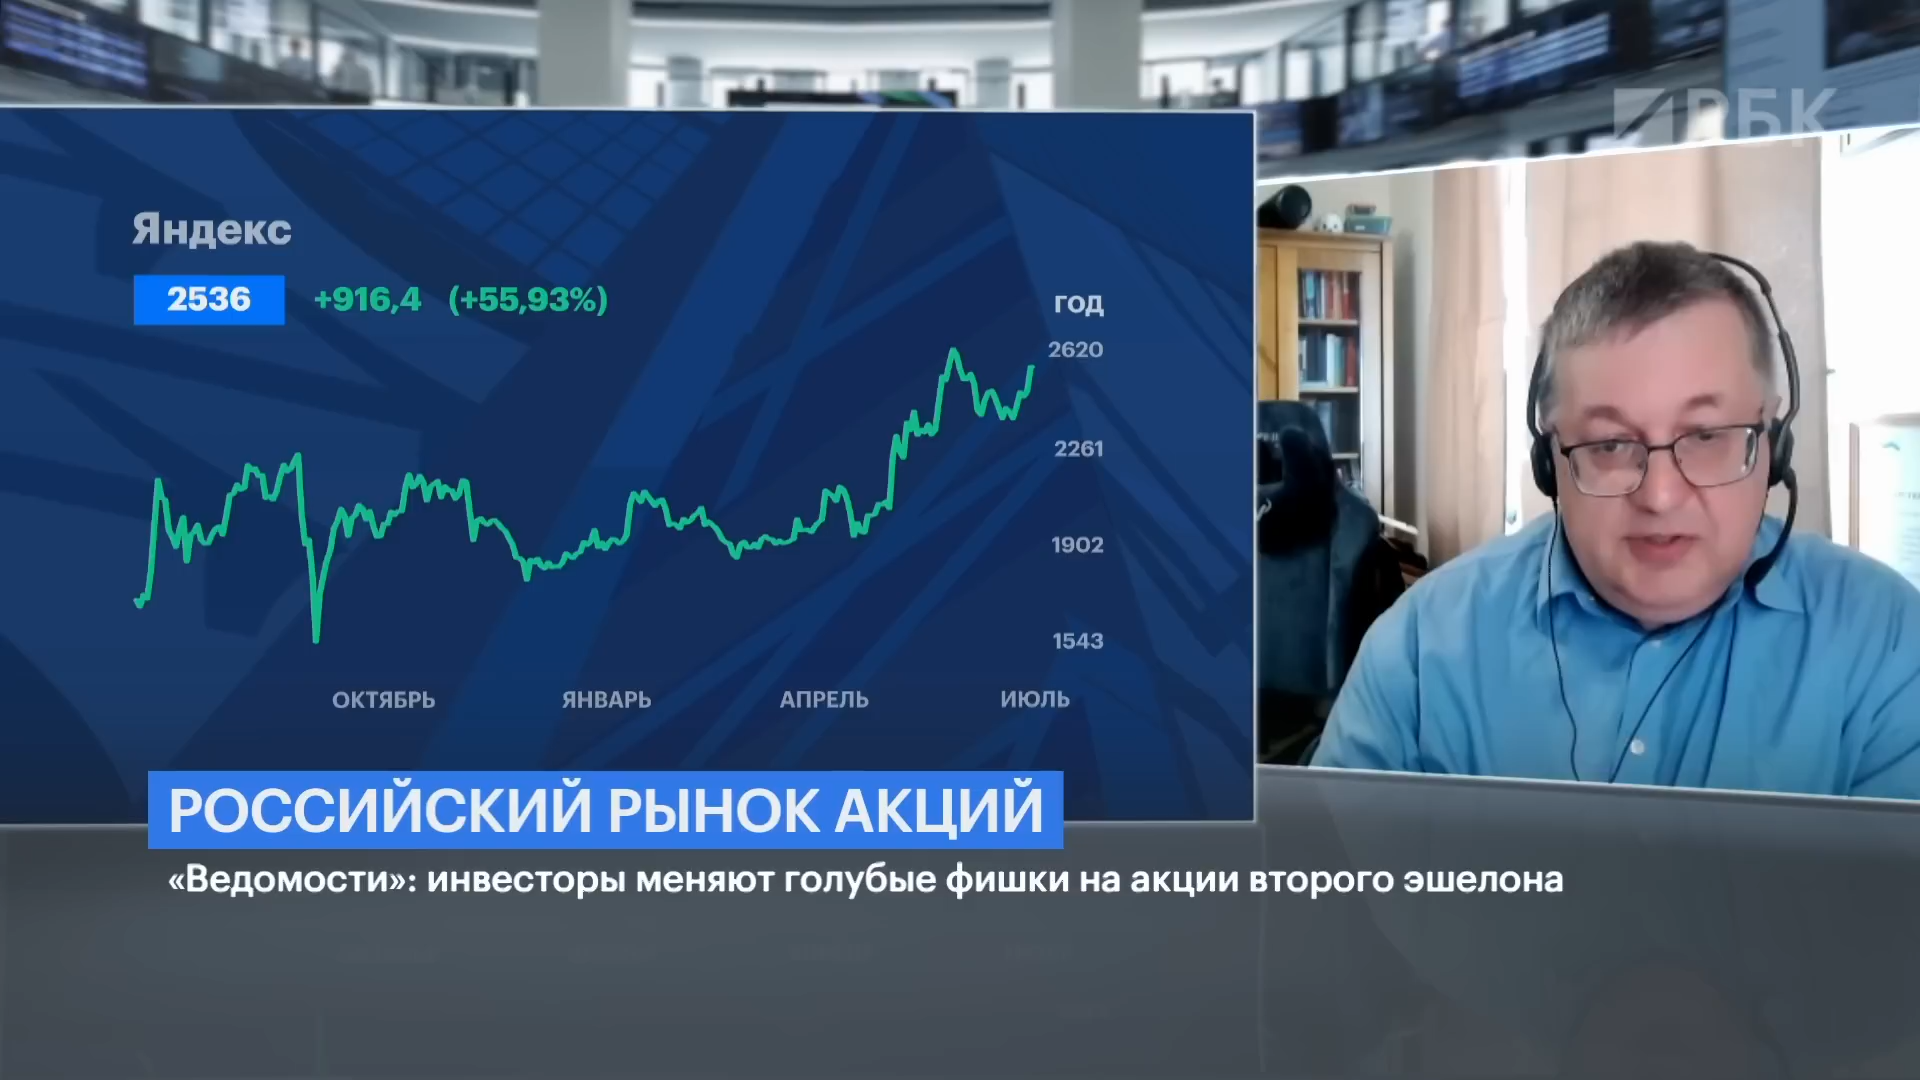 РБК
Яндекс
2536 +916,4 (+55,93%)
ГОД
2620
2261
1902
1543
ОКТЯБРЬ ЯНВАРЬ АПРЕЛЬ ИЮЛЬ
РОССИЙСКИЙ РЫНОК АКЦИЙ
«Ведомости»: инвесторы меняют голубые фишки на акции второго эшелона